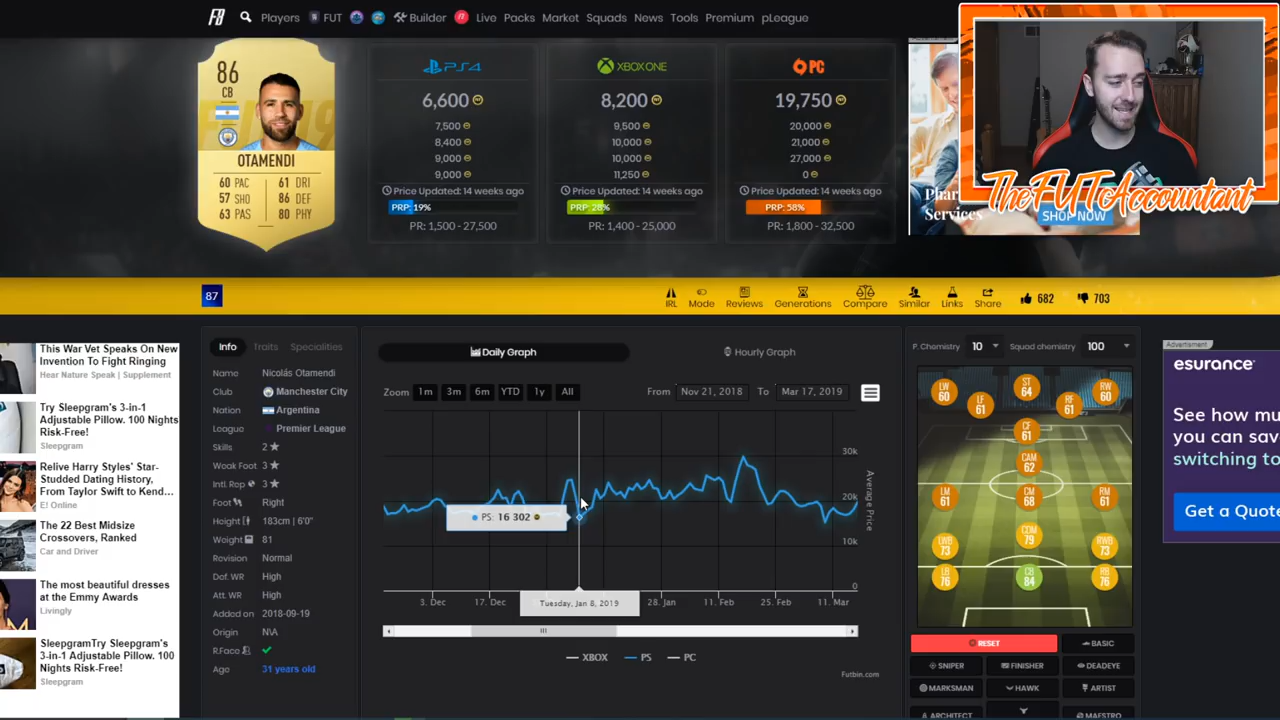 F8 Players FUT Builder Live Packs Market Squads News Tools Premium pLeague
86
CB
OTAMENDI
60 PAC 61 DRI
57 SHO 86 DEF
63 PAS 80 PHY
PS4
6,600
7,500
8,400
9,000
9,000
Price Updated: 14 weeks ago
PRP: 19%
PR: 1,500 - 27,500
XBOX ONE
8,200
9,500
10,000
10,000
11,250
Price Updated: 14 weeks ago
PRP: 28%
PR: 1,400 - 25,000
PC
19,750
20,000
21,000
27,000
0
Price Updated: 14 weeks ago
PRP: 58%
PR: 1,800 - 32,500
Services
SHOP NOW
TheFUTAccountant
87
IRL Mode Reviews Generations Compare Similar Links Share 682 703
This War Vet Speaks On New
Invention To Fight Ringing
Hear Nature Speak | Supplement
Try Sleepgram's 3-in-1
Adjustable Pillow. 100 Nights
Risk-Free!
Sleepgram
Relive Harry Styles' Star-
Studded Dating History,
From Taylor Swift to Kend...
E! Online
The 22 Best Midsize
Crossovers, Ranked
Car and Driver
The most beautiful dresses
at the Emmy Awards
Livingly
SleepgramTry Sleepgram's
3-in-1 Adjustable Pillow. 100
Nights Risk-Free!
Sleepgram
Info Traits Specialities
Name Nicolás Otamendi
Club Manchester City
Nation Argentina
League Premier League
Skills 2
Weak Foot 3
Intl. Rep 3
Foot Right
Height 183cm | 6'0"
Weight 81
Revision Normal
Def. WR High
Att. WR High
Added on 2018-09-19
Origin N\A
R.Face
Age 31 years old
Daily Graph Hourly Graph
Zoom 1m 3m 6m YTD 1y All From Nov 21, 2018 To Mar 17, 2019
30k
20k
10k
0
Average Price
PS: 16 302
3. Dec 17. Dec Tuesday, Jan 8, 2019 28. Jan 11. Feb 25. Feb 11. Mar
XBOX PS PC
Futbin.com
P. Chemistry 10 Squad chemistry 100
LW 60
ST 64
RW 60
LF 61
RF 61
CF 61
CAM 62
LM 61
CM 68
RM 61
CDM 79
LWB 73
RWB 73
LB 76
CB 84
RB 76
RESET BASIC
SNIPER FINISHER DEADEYE
MARKSMAN HAWK ARTIST
ARCHITECT MAESTRO
Advertisement
esurance
See how mu
you can sav
switching to
Get a Quote